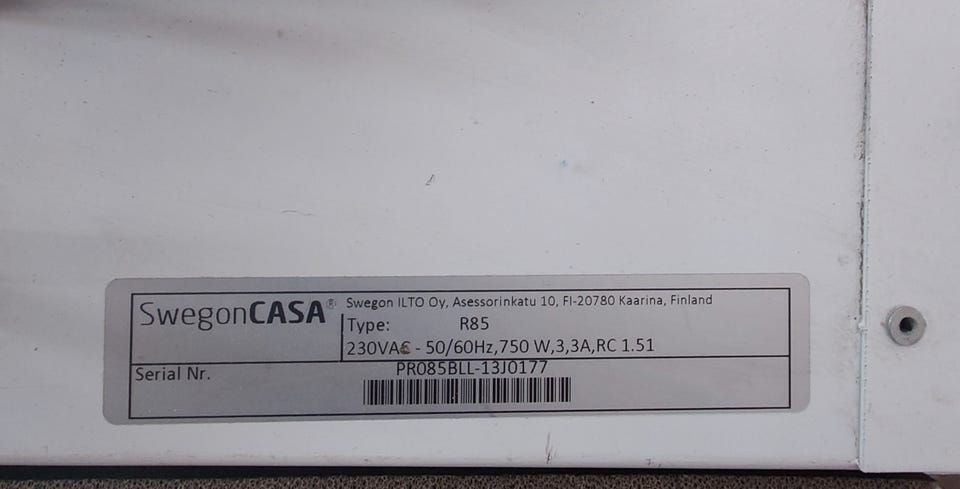 SwegonCASA®
Swegon ILTO Oy, Asessorinkatu 10, FI-20780 Kaarina, Finland
Type: R85
230VAC - 50/60Hz,750 W,3,3A,RC 1.51
Serial Nr. PR085BLL-13J0177